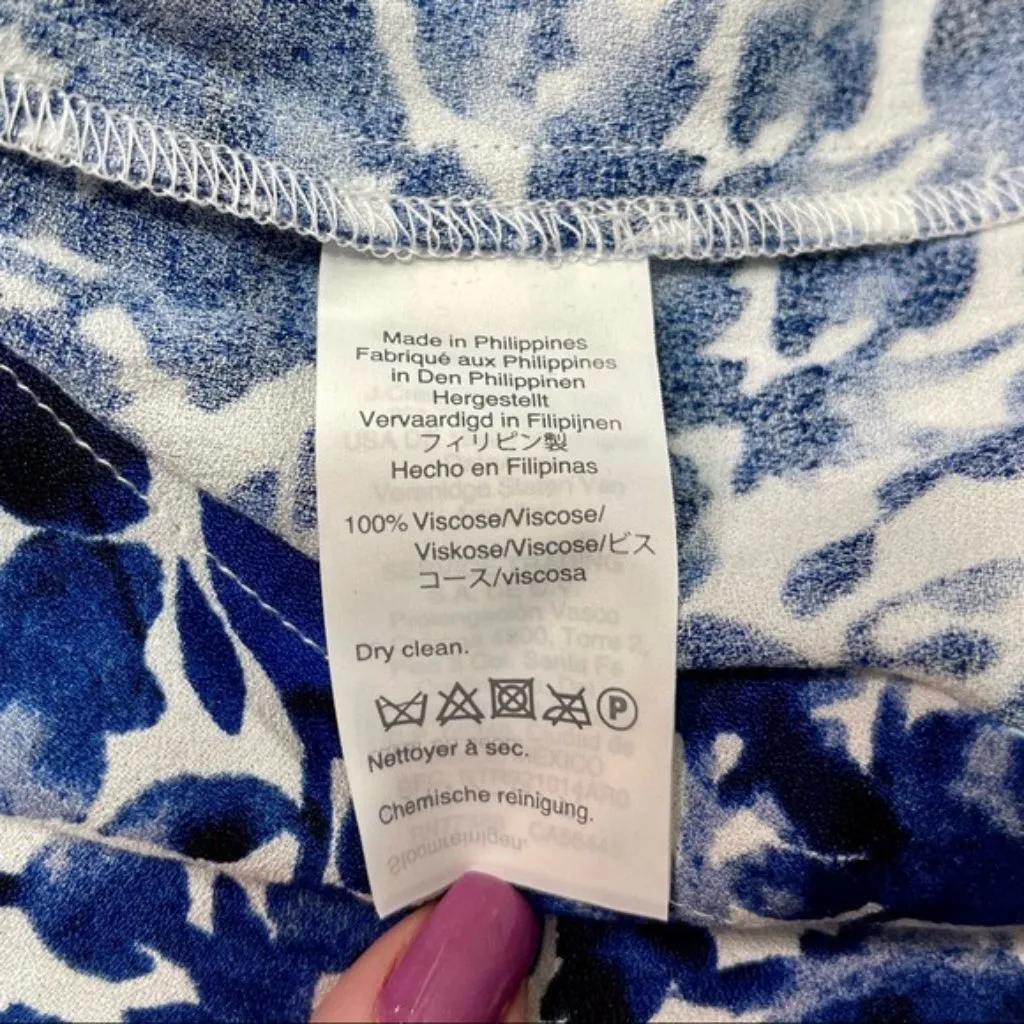 Made in Philippines
Fabriqué aux Philippines
in Den Philippinen
Hergestellt
Vervaardigd in Filipijnen
フィリピン製
Hecho en Filipinas
100% Viscose/Viscose/
Viskose/Viscose/ビス
コース/viscosa
Dry clean.
P
Nettoyer à sec.
Chemische reinigung.